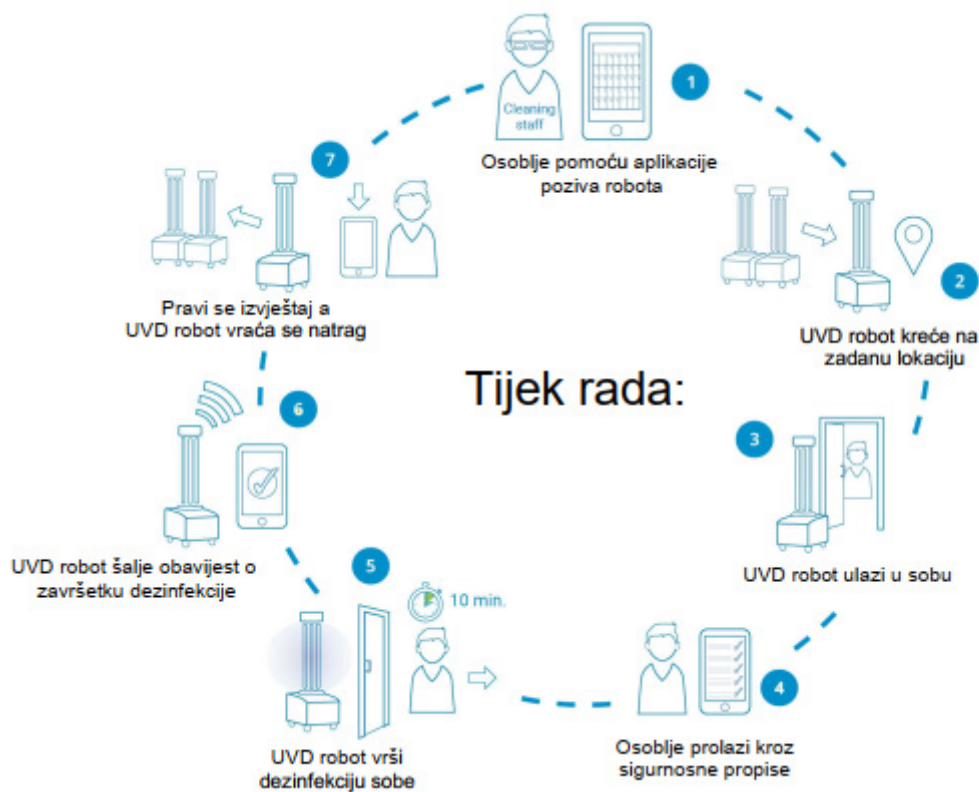 Cleaning
staff
1
Osoblje pomoću aplikacije
poziva robota
2
UVD robot kreće na
zadanu lokaciju
Tijek rada:
3
UVD robot ulazi u sobu
4
Osoblje prolazi kroz
sigurnosne propise
5
10 min.
UVD robot vrši
dezinfekciju sobe
6
UVD robot šalje obavijest o
završetku dezinfekcije
7
Pravi se izvještaj a
UVD robot vraća se natrag